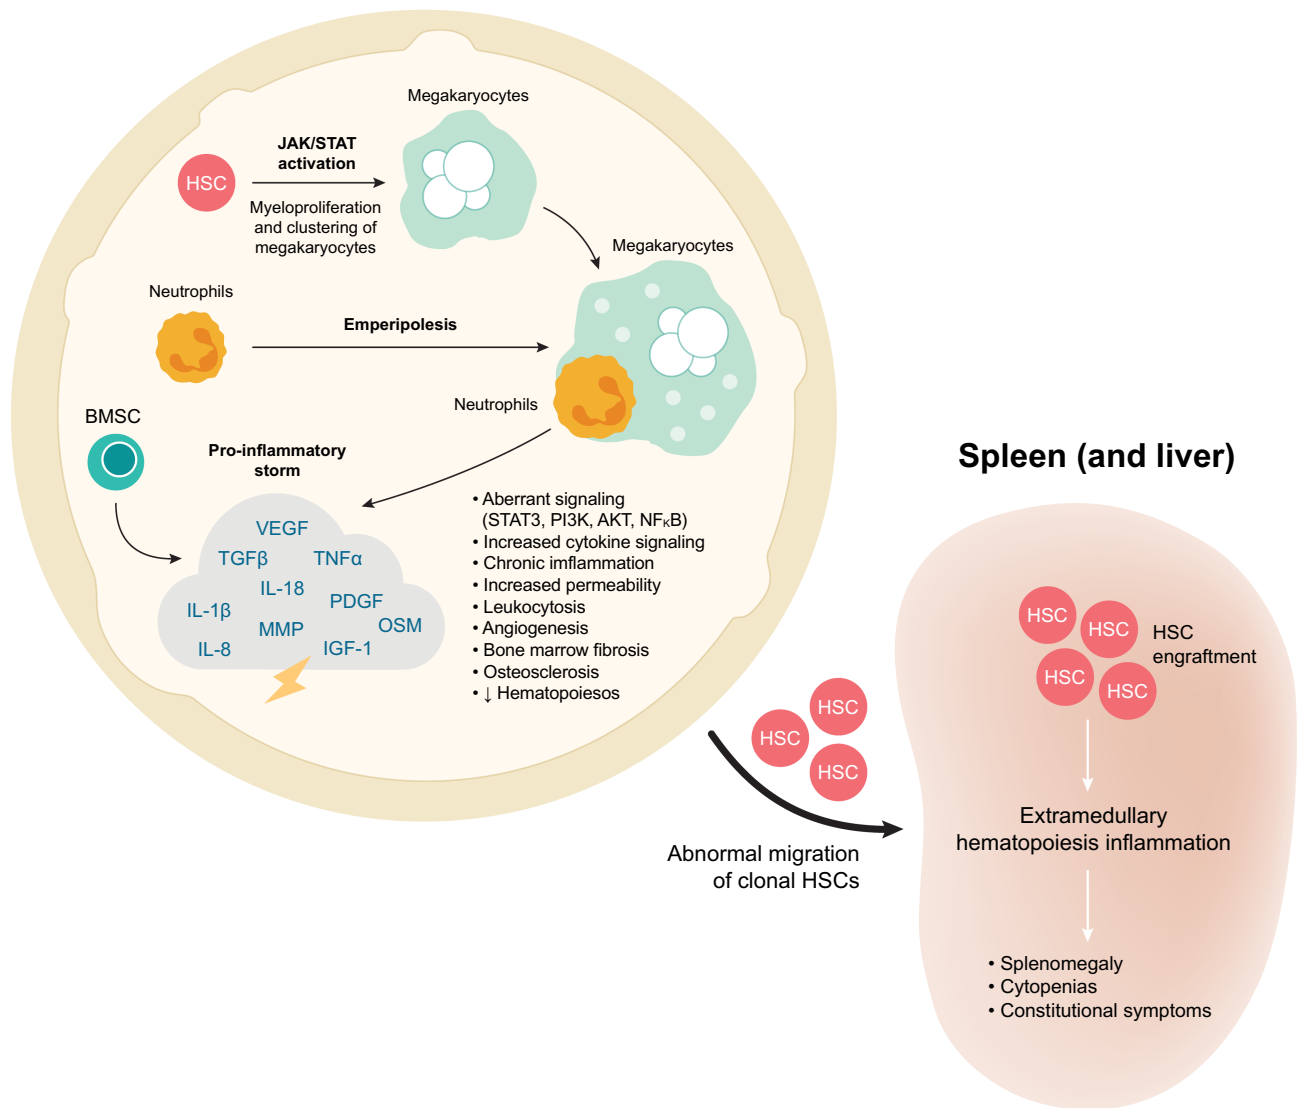 Megakaryocytes
JAK/STAT
activation
HSC
Myeloproliferation
and clustering of
megakaryocytes
Megakaryocytes
Neutrophils
Emperipolesis
Neutrophils
BMSC
Pro-inflammatory
storm
VEGF
TGFβ
TNFα
IL-18
IL-1β
PDGF
MMP
OSM
IL-8
IGF-1
• Aberrant signaling
(STAT3, PI3K, AKT, NFκB)
• Increased cytokine signaling
• Chronic imflammation
• Increased permeability
• Leukocytosis
• Angiogenesis
• Bone marrow fibrosis
• Osteosclerosis
• ↓ Hematopoiesos
HSC
HSC
HSC
Abnormal migration
of clonal HSCs
Spleen (and liver)
HSC
HSC
HSC
HSC
HSC
engraftment
Extramedullary
hematopoiesis inflammation
• Splenomegaly
• Cytopenias
• Constitutional symptoms